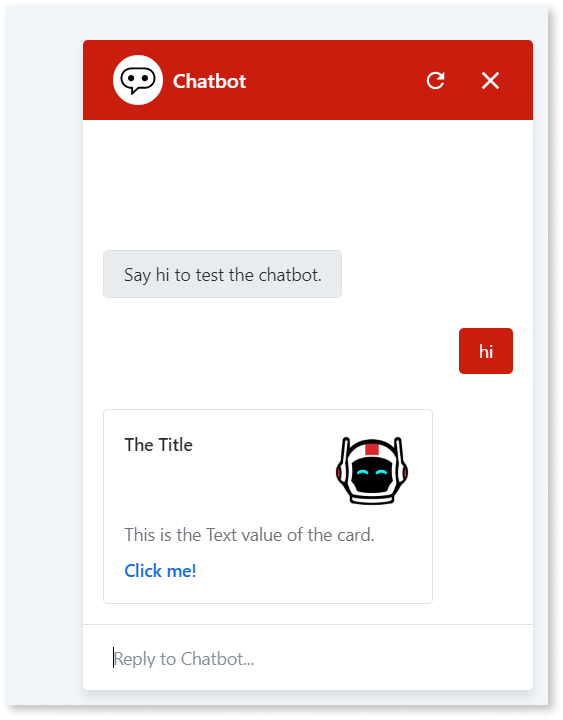 Chatbot
Say hi to test the chatbot.
hi
The Title
This is the Text value of the card.
Click me!
Reply to Chatbot...